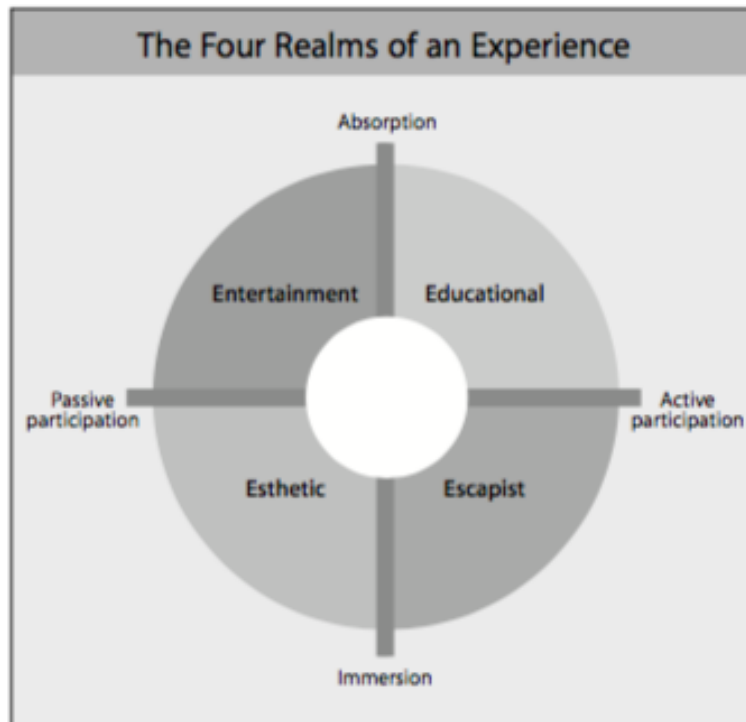 The Four Realms of an Experience
Absorption
Entertainment
Educational
Passive
participation
Active
participation
Esthetic
Escapist
Immersion